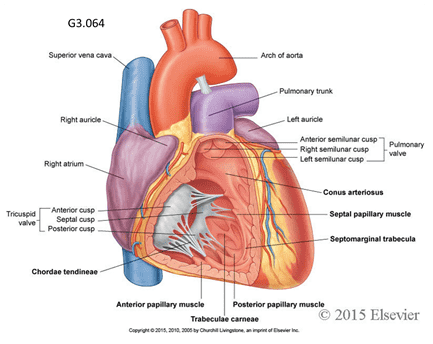 G3.064
Superior vena cava
Arch of aorta
Pulmonary trunk
Right auricle
Left auricle
Anterior semilunar cusp
Right semilunar cusp
Left semilunar cusp
Pulmonary
valve
Right atrium
Conus arteriosus
Tricuspid
valve
Anterior cusp
Septal cusp
Posterior cusp
Septal papillary muscle
Septomarginal trabecula
Chordae tendineae
Anterior papillary muscle
Posterior papillary muscle
Trabeculae carneae
© 2015 Elsevier
Copyright © 2015, 2010, 2005 by Churchill Livingstone, an imprint of Elsevier Inc.